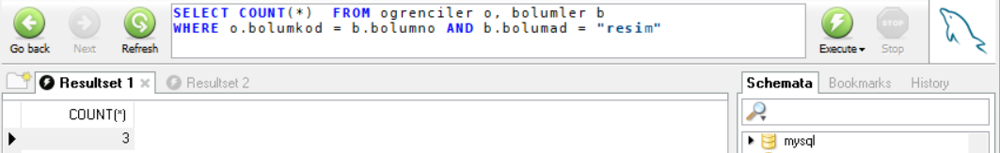 SELECT COUNT(*)  FROM ogrenciler o, bolumler b
WHERE o.bolumkod = b.bolumno AND b.bolumad = "resim"
Go back
Next
Refresh
Execute
STOP
Stop
Resultset 1
Resultset 2
Schemata
Bookmarks
History
COUNT(*)
3
mysql